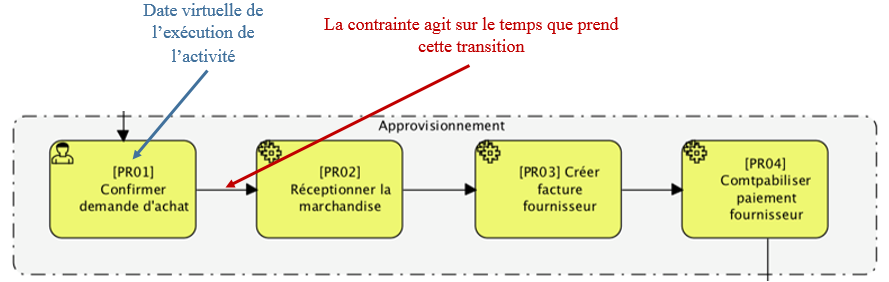 Date virtuelle de
l’exécution de
l’activité
La contrainte agit sur le temps que prend
cette transition
Approvisionnement
[PR01]
Confirmer
demande d'achat
[PR02]
Réceptionner la
marchandise
[PR03] Créer
facture
fournisseur
[PR04]
Comtpabiliser
paiement
fournisseur